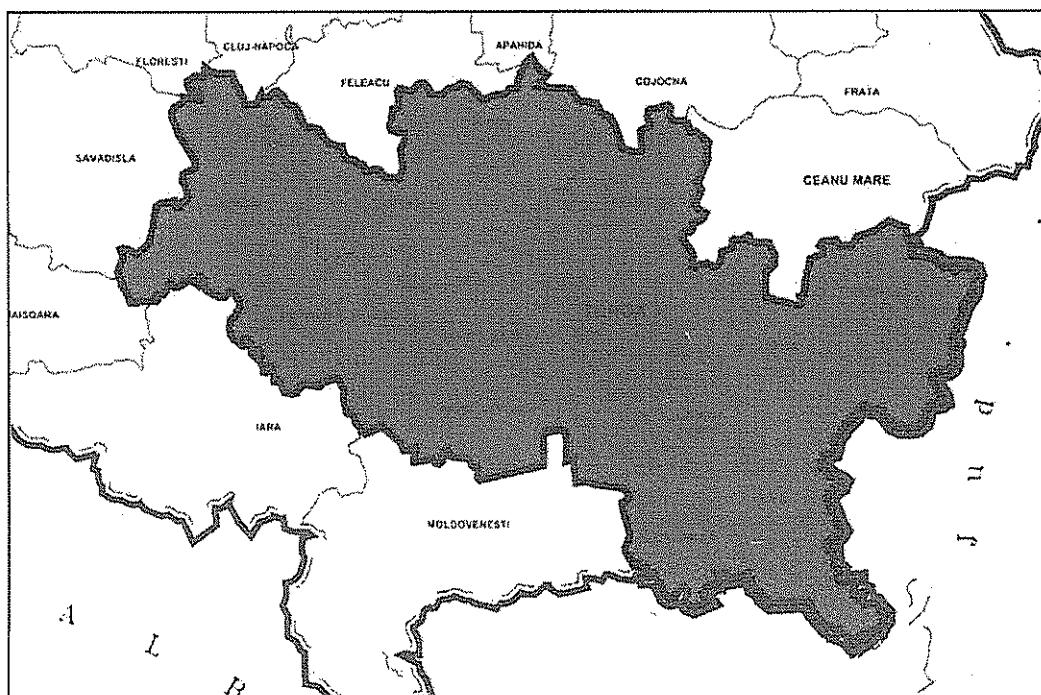 CLUJ-NAPOCA
APAHIDA
FLORESTI
FELEACU
COJOCNA
FRATA
SAVADISLA
CEANU MARE
AISOARA
IARA
MOLDOVENESTI
J u d
A L B